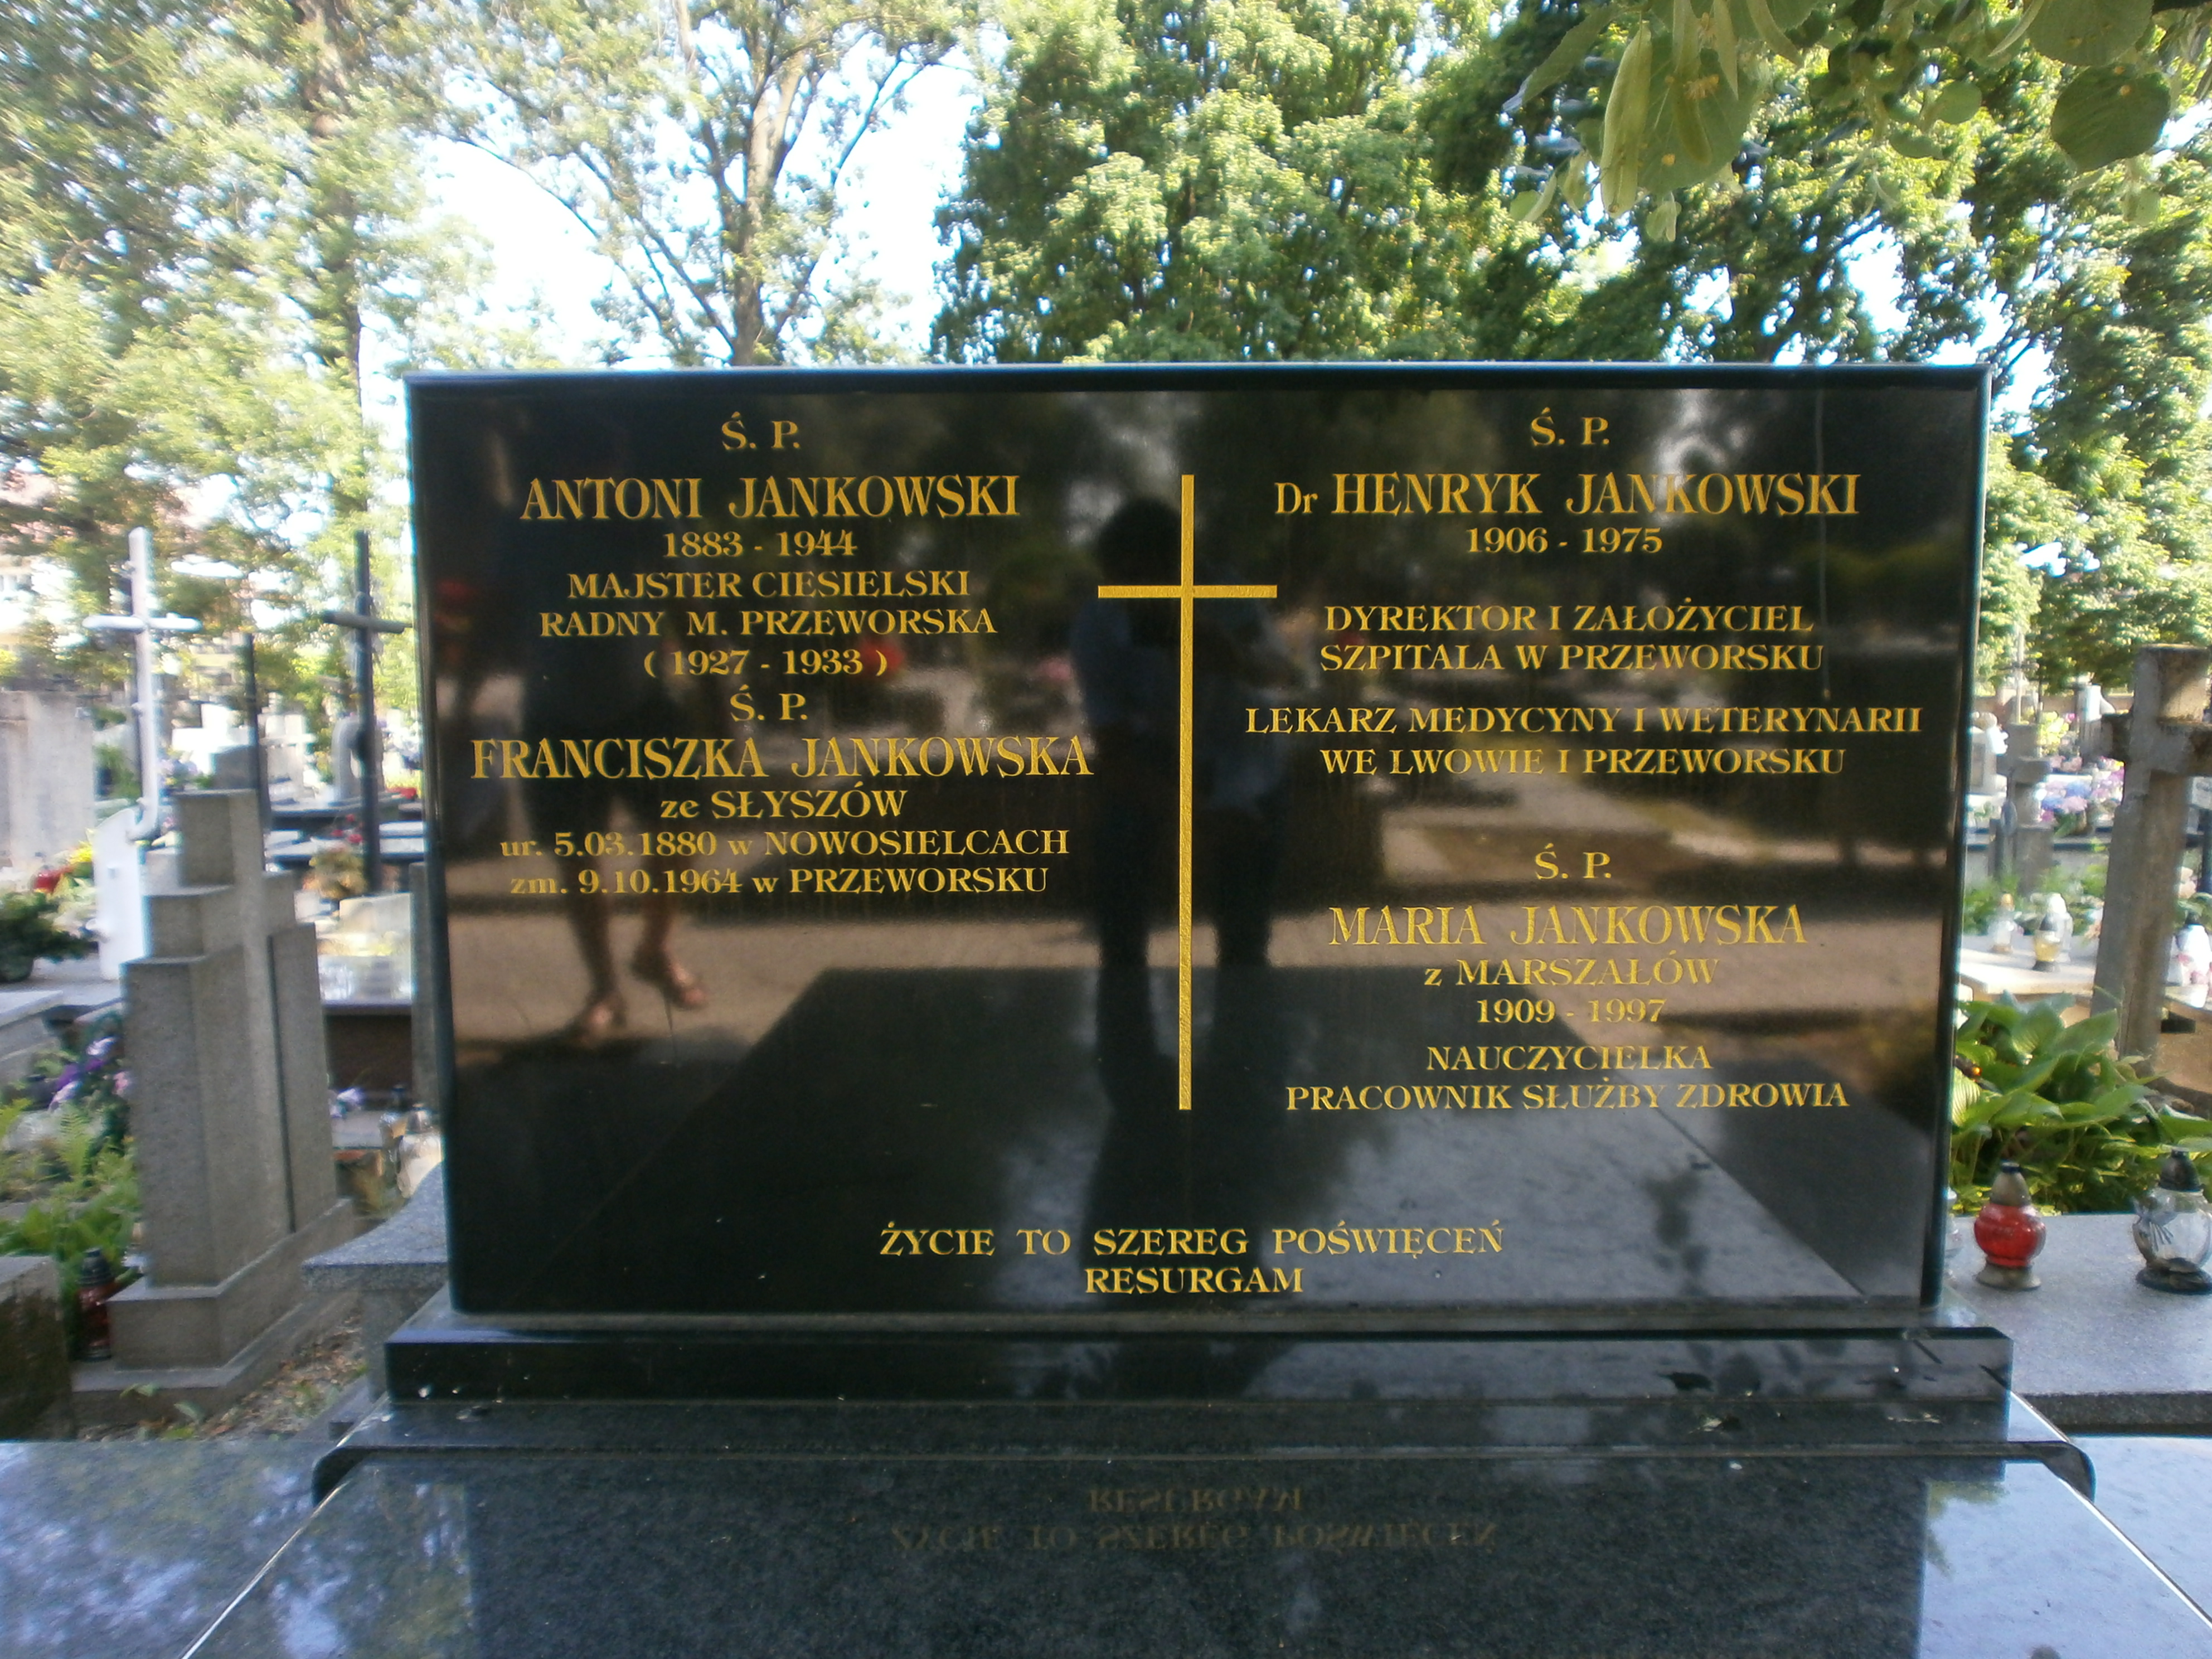 Ś. P.
ANTONI JANKOWSKI
1883 - 1944
MAJSTER CIESIELSKI
RADNY M. PRZEWORSKA
( 1927 - 1933 )
Ś. P.
FRANCISZKA JANKOWSKA
ze SŁYSZÓW
ur. 5.03.1880 w NOWOSIELCACH
zm. 9.10.1964 w PRZEWORSKU
Ś. P.
Dr HENRYK JANKOWSKI
1906 - 1975
DYREKTOR I ZAŁOŻYCIEL
SZPITALA W PRZEWORSKU
LEKARZ MEDYCYNY I WETERYNARII
WE LWOWIE I PRZEWORSKU
Ś. P.
MARIA JANKOWSKA
z MARSZAŁÓW
1909 - 1997
NAUCZYCIELKA
PRACOWNIK SŁUŻBY ZDROWIA
ŻYCIE TO SZEREG POŚWIĘCEŃ
RESURGAM